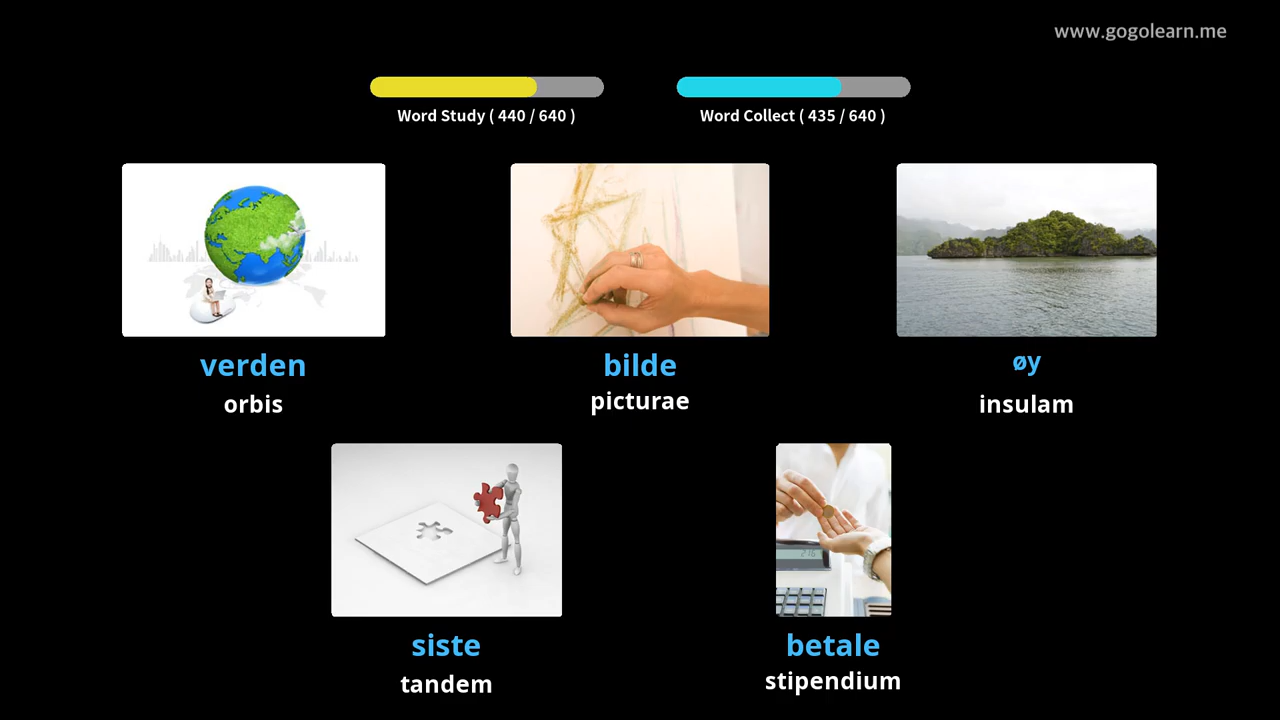 www.gogolearn.me
Word Study ( 440 / 640 )
Word Collect ( 435 / 640 )
verden
orbis
bilde
picturae
øy
insulam
siste
tandem
betale
stipendium